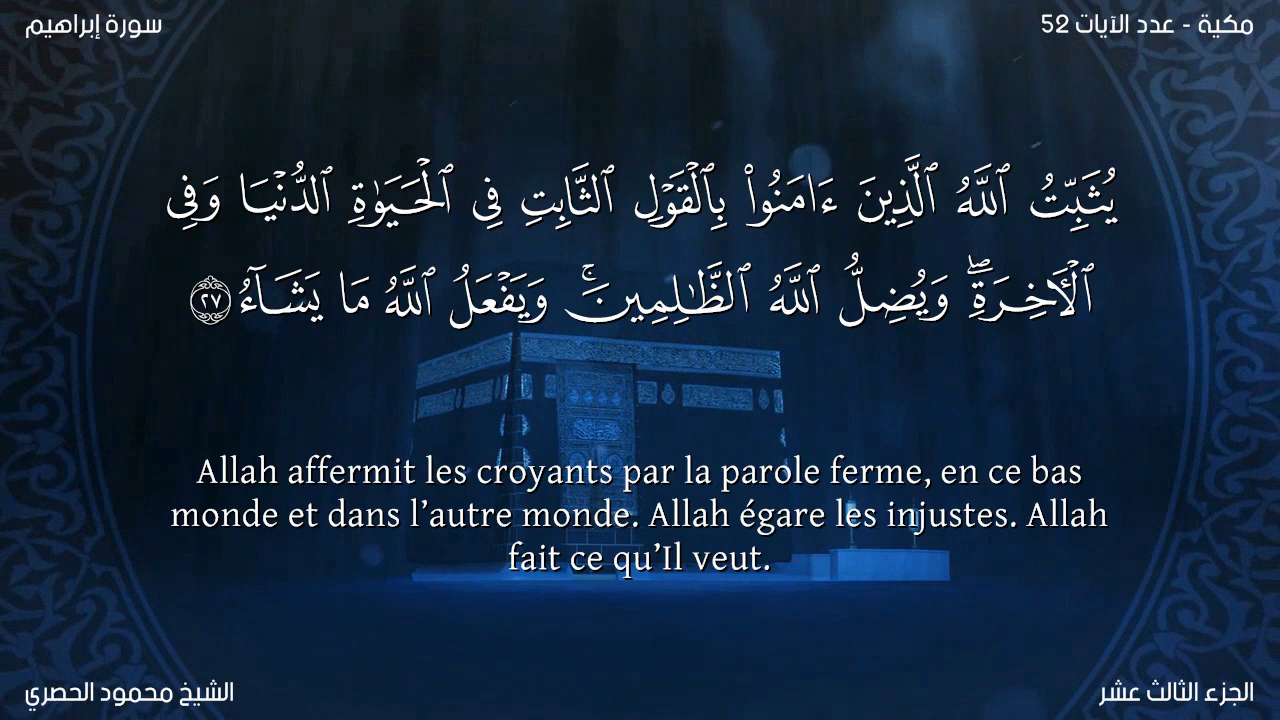 سورة إبراهيم
مكية - عدد الآيات 52
يُثَبِّتُ ٱللَّهُ ٱلَّذِينَ ءَامَنُوا۟ بِٱلْقَوْلِ ٱلثَّابِتِ فِى ٱلْحَيَوٰةِ ٱلدُّنْيَا وَفِى
ٱلْـَٔاخِرَةِ ۖ وَيُضِلُّ ٱللَّهُ ٱلظَّـٰلِمِينَ ۚ وَيَفْعَلُ ٱللَّهُ مَا يَشَآءُ ٢٧
Allah affermit les croyants par la parole ferme, en ce bas
monde et dans l’autre monde. Allah égare les injustes. Allah
fait ce qu’Il veut.
الشيخ محمود الحصري
الجزء الثالث عشر